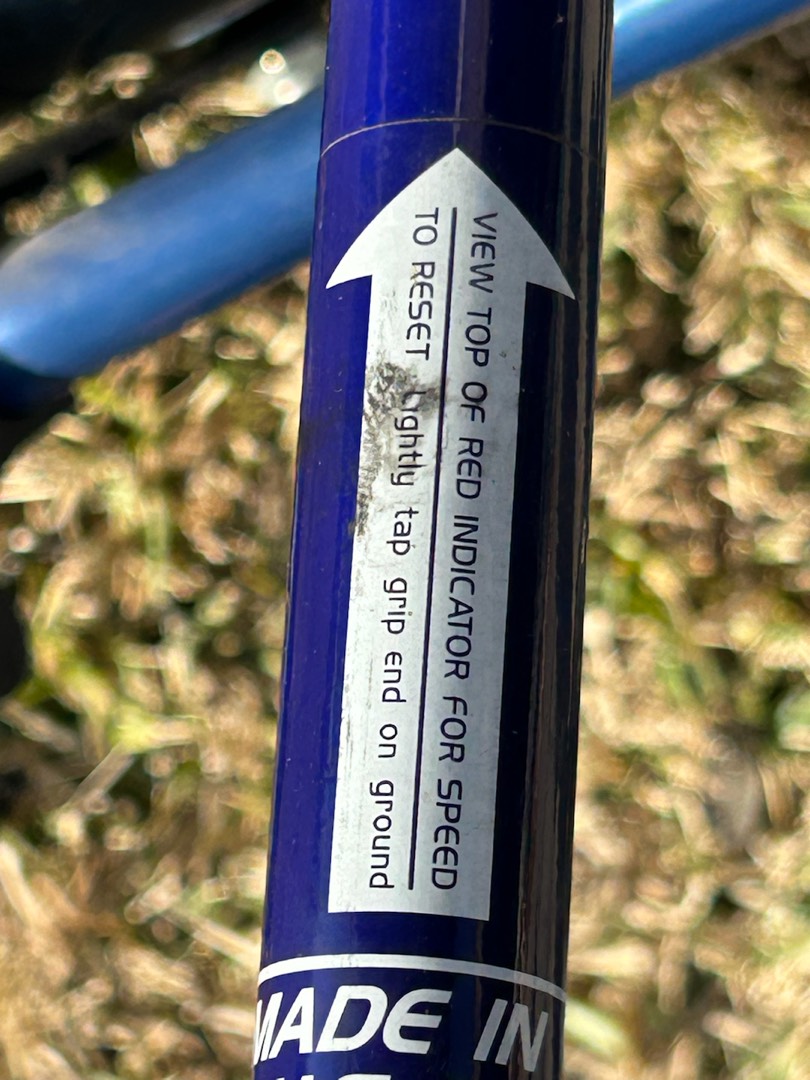 VIEW TOP OF RED INDICATOR FOR SPEED
TO RESET Lightly tap grip end on ground
MADE IN